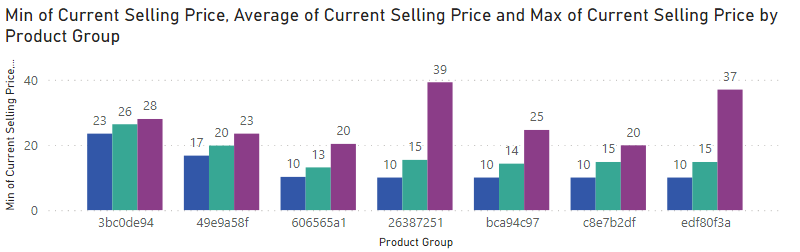 Min of Current Selling Price, Average of Current Selling Price and Max of Current Selling Price by
Product Group
Min of Current Selling Price,...
40
20
0
23 26 28
17 20 23
10 13 20
10 15 39
10 14 25
10 15 20
10 15 37
3bc0de94 49e9a58f 606565a1 26387251 bca94c97 c8e7b2df edf80f3a
Product Group